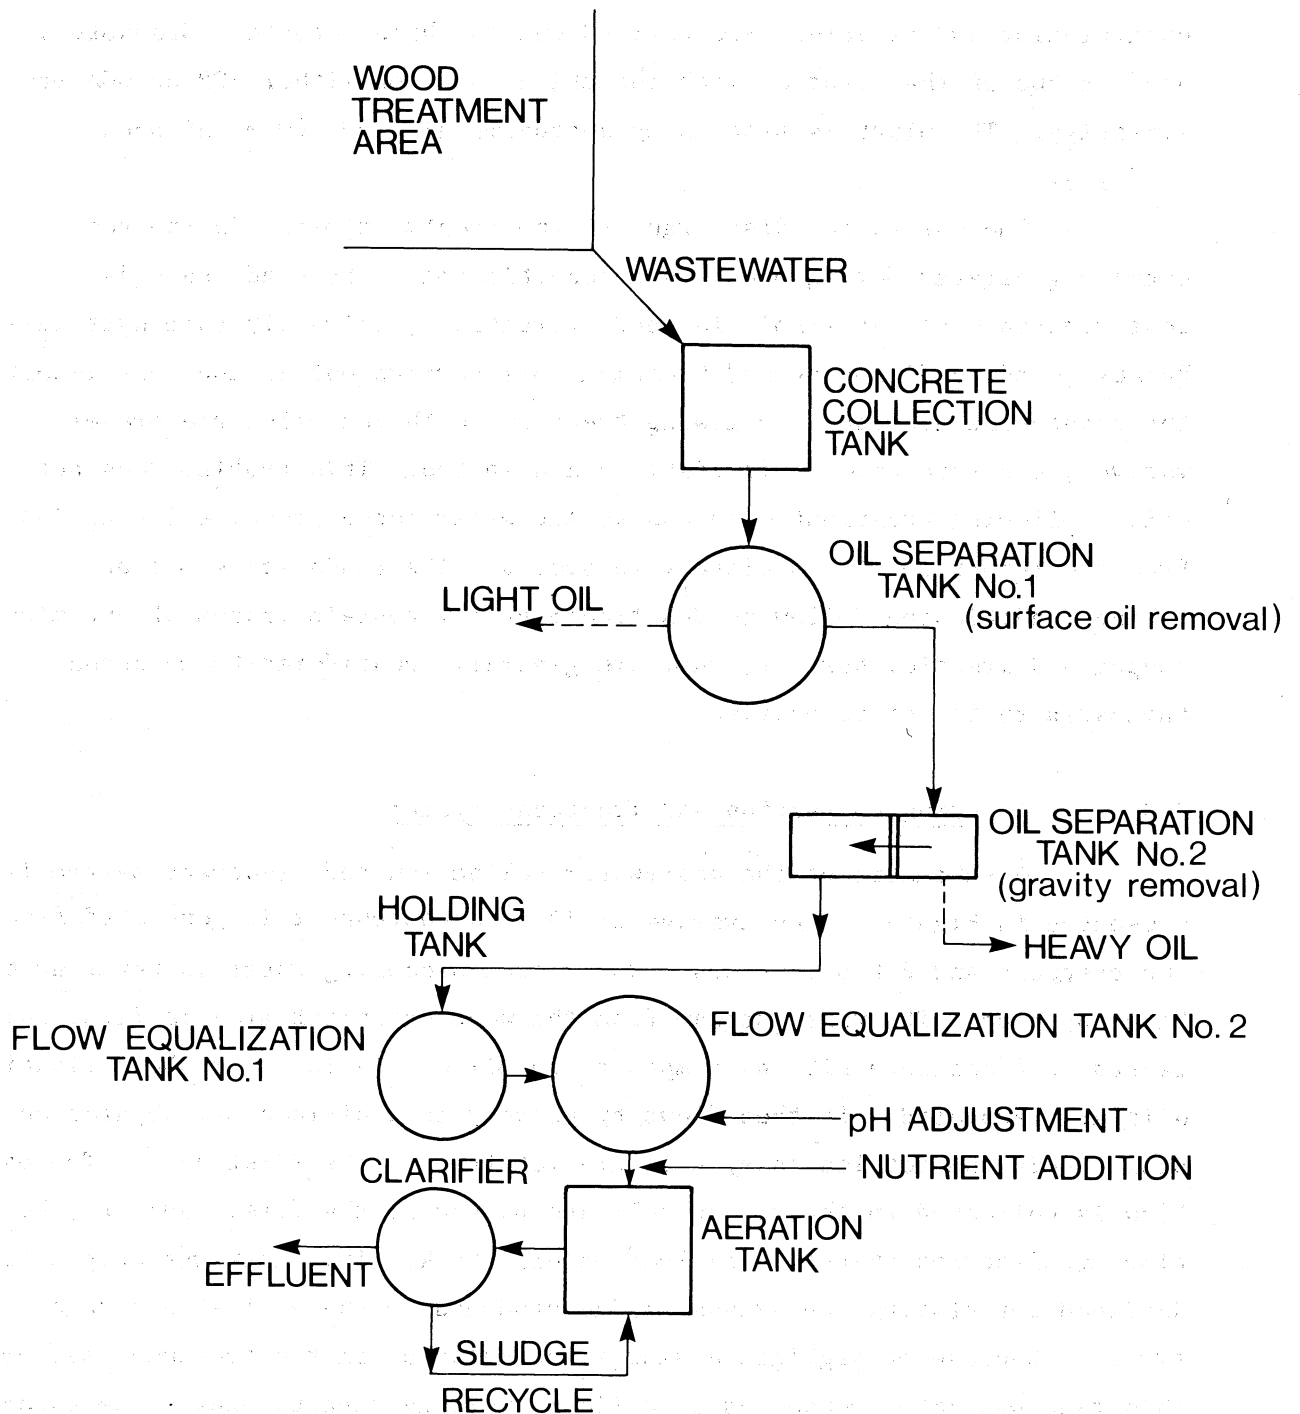 WOOD
TREATMENT
AREA
WASTEWATER
CONCRETE
COLLECTION
TANK
OIL SEPARATION
TANK No.1
(surface oil removal)
LIGHT OIL
OIL SEPARATION
TANK No.2
(gravity removal)
HEAVY OIL
HOLDING
TANK
FLOW EQUALIZATION
TANK No.1
FLOW EQUALIZATION TANK No. 2
pH ADJUSTMENT
NUTRIENT ADDITION
CLARIFIER
AERATION
TANK
EFFLUENT
SLUDGE
RECYCLE